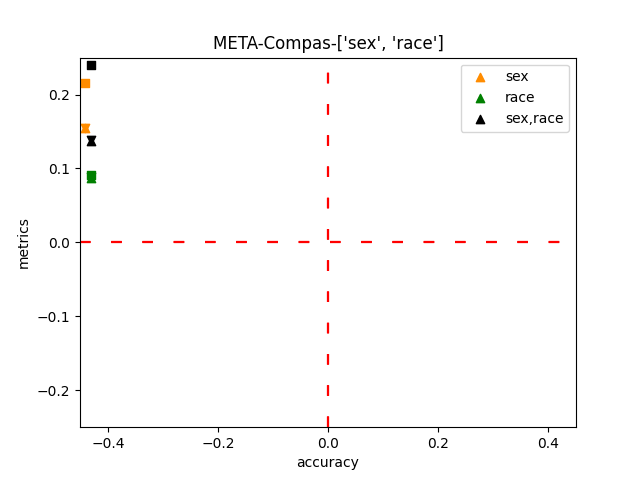 META-Compas-['sex', 'race']
sex
race
sex,race
metrics
0.2
0.1
0.0
−0.1
−0.2
−0.4
−0.2
0.0
0.2
0.4
accuracy